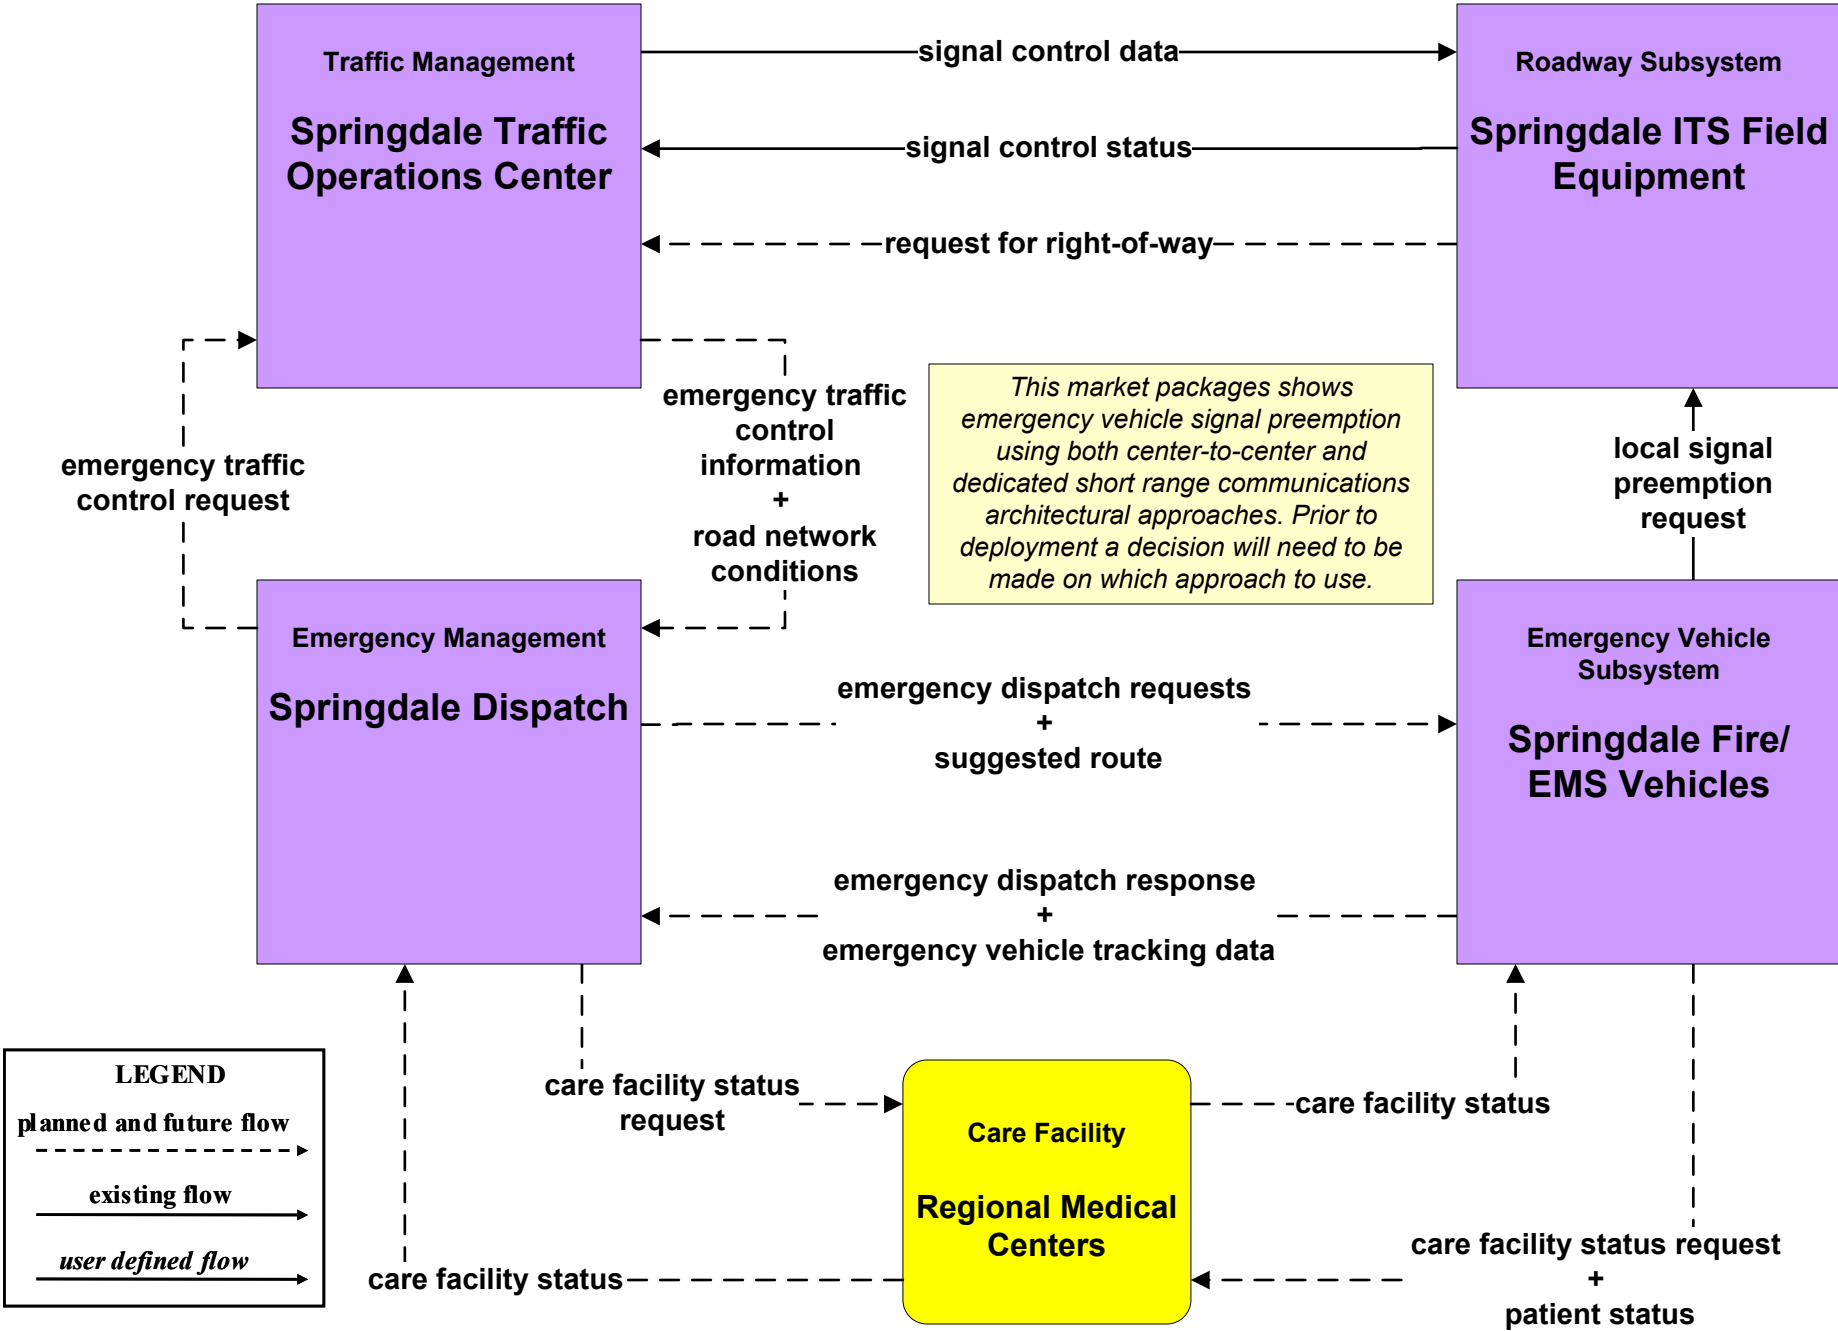 Traffic Management
Springdale Traffic
Operations Center
signal control data
signal control status
request for right-of-way
Roadway Subsystem
Springdale ITS Field
Equipment
emergency traffic
control request
emergency traffic
control
information
+
road network
conditions
This market packages shows
emergency vehicle signal preemption
using both center-to-center and
dedicated short range communications
architectural approaches. Prior to
deployment a decision will need to be
made on which approach to use.
local signal
preemption
request
Emergency Management
Springdale Dispatch
emergency dispatch requests
+
suggested route
emergency dispatch response
+
emergency vehicle tracking data
Emergency Vehicle
Subsystem
Springdale Fire/
EMS Vehicles
care facility status
request
Care Facility
Regional Medical
Centers
care facility status
care facility status
care facility status request
+
patient status
LEGEND
planned and future flow
existing flow
user defined flow